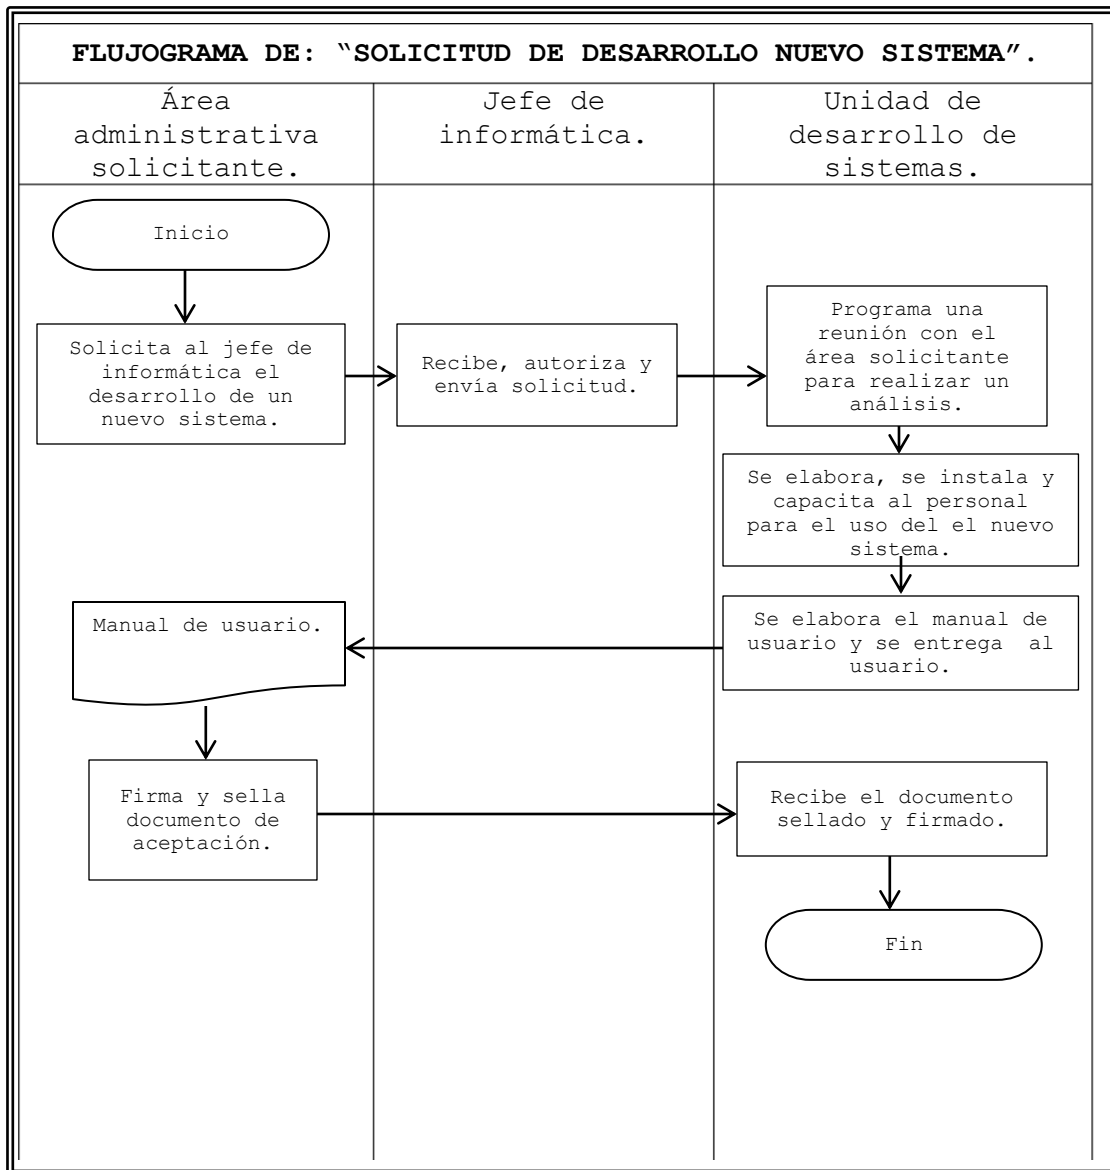 FLUJOGRAMA DE: “SOLICITUD DE DESARROLLO NUEVO SISTEMA”.
Área
administrativa
solicitante.
Jefe de
informática.
Unidad de
desarrollo de
sistemas.
Inicio
Solicita al jefe de
informática el
desarrollo de un
nuevo sistema.
Recibe, autoriza y
envía solicitud.
Programa una
reunión con el
área solicitante
para realizar un
análisis.
Se elabora, se instala y
capacita al personal
para el uso del el nuevo
sistema.
Se elabora el manual de
usuario y se entrega  al
usuario.
Manual de usuario.
Firma y sella
documento de
aceptación.
Recibe el documento
sellado y firmado.
Fin